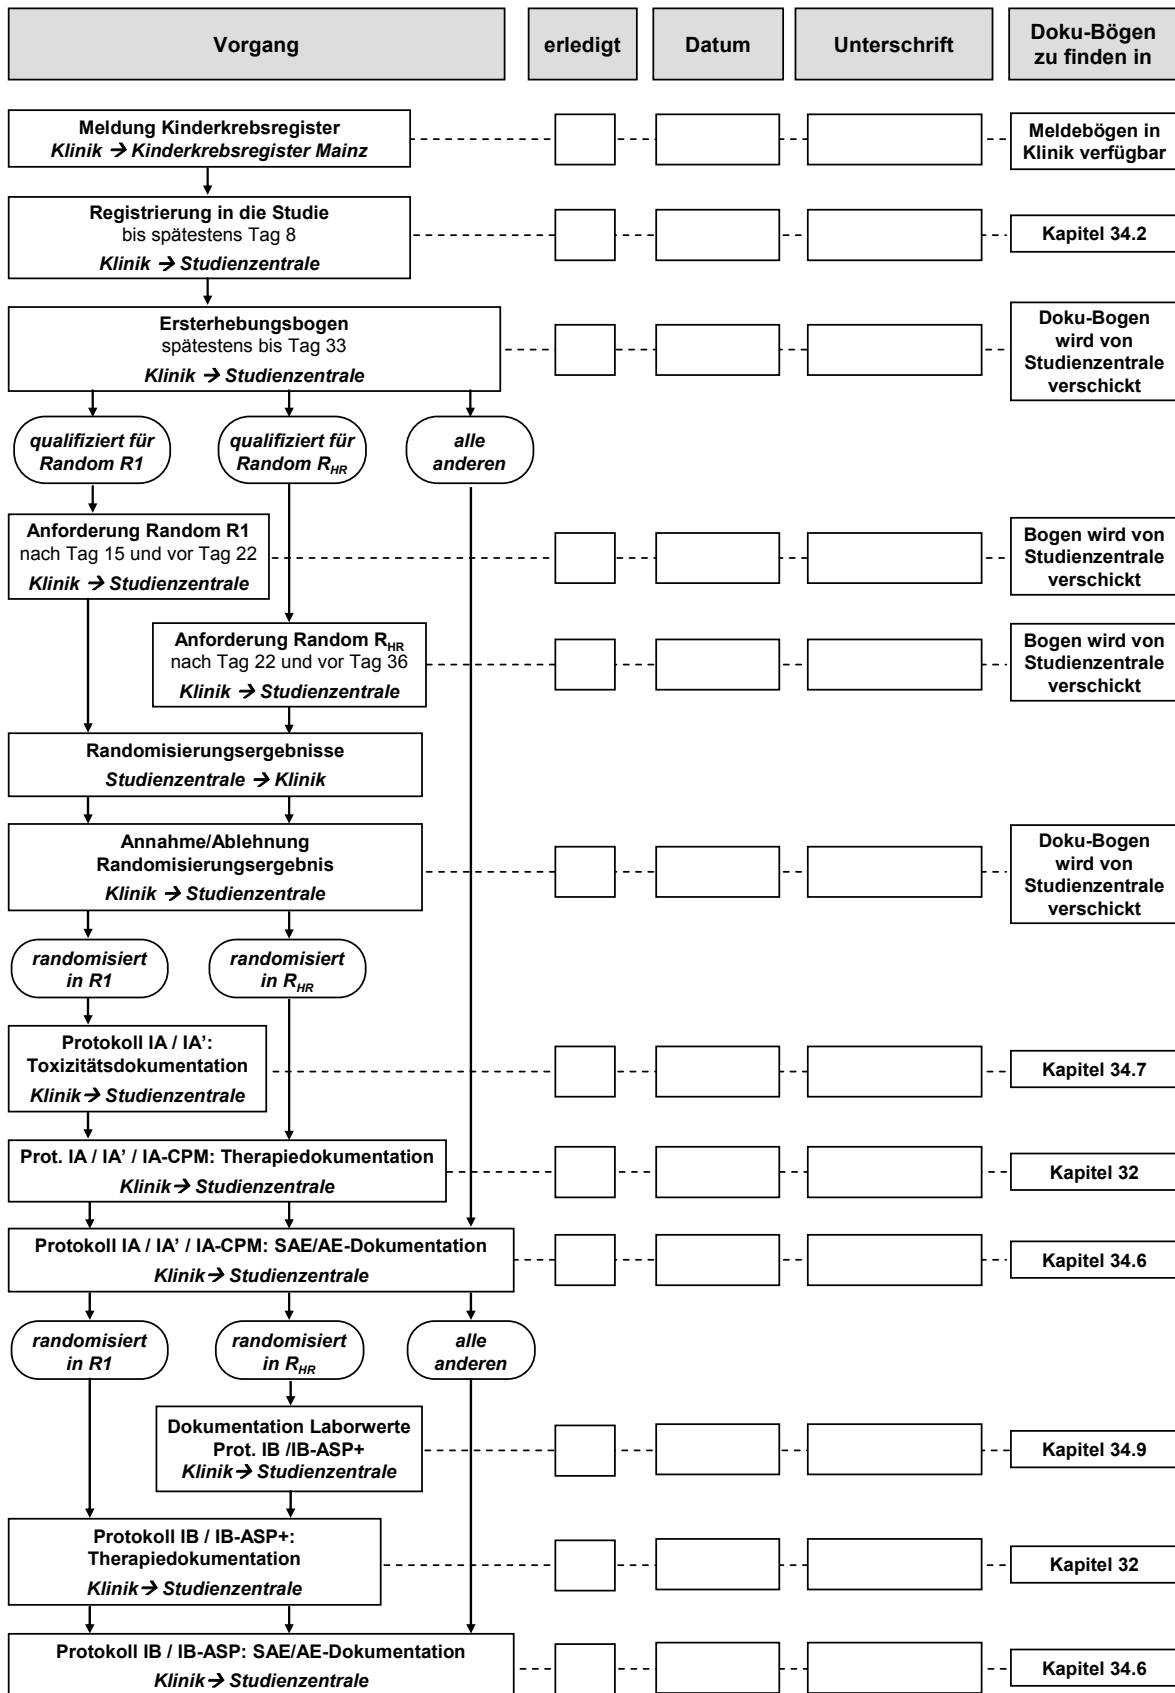 Vorgang
erledigt
Datum
Unterschrift
Doku-Bögen
zu finden in
Meldung Kinderkrebsregister
Klinik → Kinderkrebsregister Mainz
Meldebögen in
Klinik verfügbar
Registrierung in die Studie
bis spätestens Tag 8
Klinik → Studienzentrale
Kapitel 34.2
Ersterhebungsbogen
spätestens bis Tag 33
Klinik → Studienzentrale
Doku-Bogen
wird von
Studienzentrale
verschickt
qualifiziert für
Random R1
qualifiziert für
Random RHR
alle
anderen
Anforderung Random R1
nach Tag 15 und vor Tag 22
Klinik → Studienzentrale
Bogen wird von
Studienzentrale
verschickt
Anforderung Random RHR
nach Tag 22 und vor Tag 36
Klinik → Studienzentrale
Bogen wird von
Studienzentrale
verschickt
Randomisierungsergebnisse
Studienzentrale → Klinik
Annahme/Ablehnung
Randomisierungsergebnis
Klinik → Studienzentrale
Doku-Bogen
wird von
Studienzentrale
verschickt
randomisiert
in R1
randomisiert
in RHR
Protokoll IA / IA’:
Toxizitätsdokumentation
Klinik→ Studienzentrale
Kapitel 34.7
Prot. IA / IA’ / IA-CPM: Therapiedokumentation
Klinik→ Studienzentrale
Kapitel 32
Protokoll IA / IA’ / IA-CPM: SAE/AE-Dokumentation
Klinik→ Studienzentrale
Kapitel 34.6
randomisiert
in R1
randomisiert
in RHR
alle
anderen
Dokumentation Laborwerte
Prot. IB /IB-ASP+
Klinik→ Studienzentrale
Kapitel 34.9
Protokoll IB / IB-ASP+:
Therapiedokumentation
Klinik→ Studienzentrale
Kapitel 32
Protokoll IB / IB-ASP: SAE/AE-Dokumentation
Klinik→ Studienzentrale
Kapitel 34.6